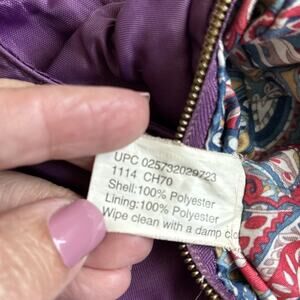 UPC 025732029723
1114 CH70
Shell:100% Polyester
Lining:100% Polyester
Wipe clean with a damp